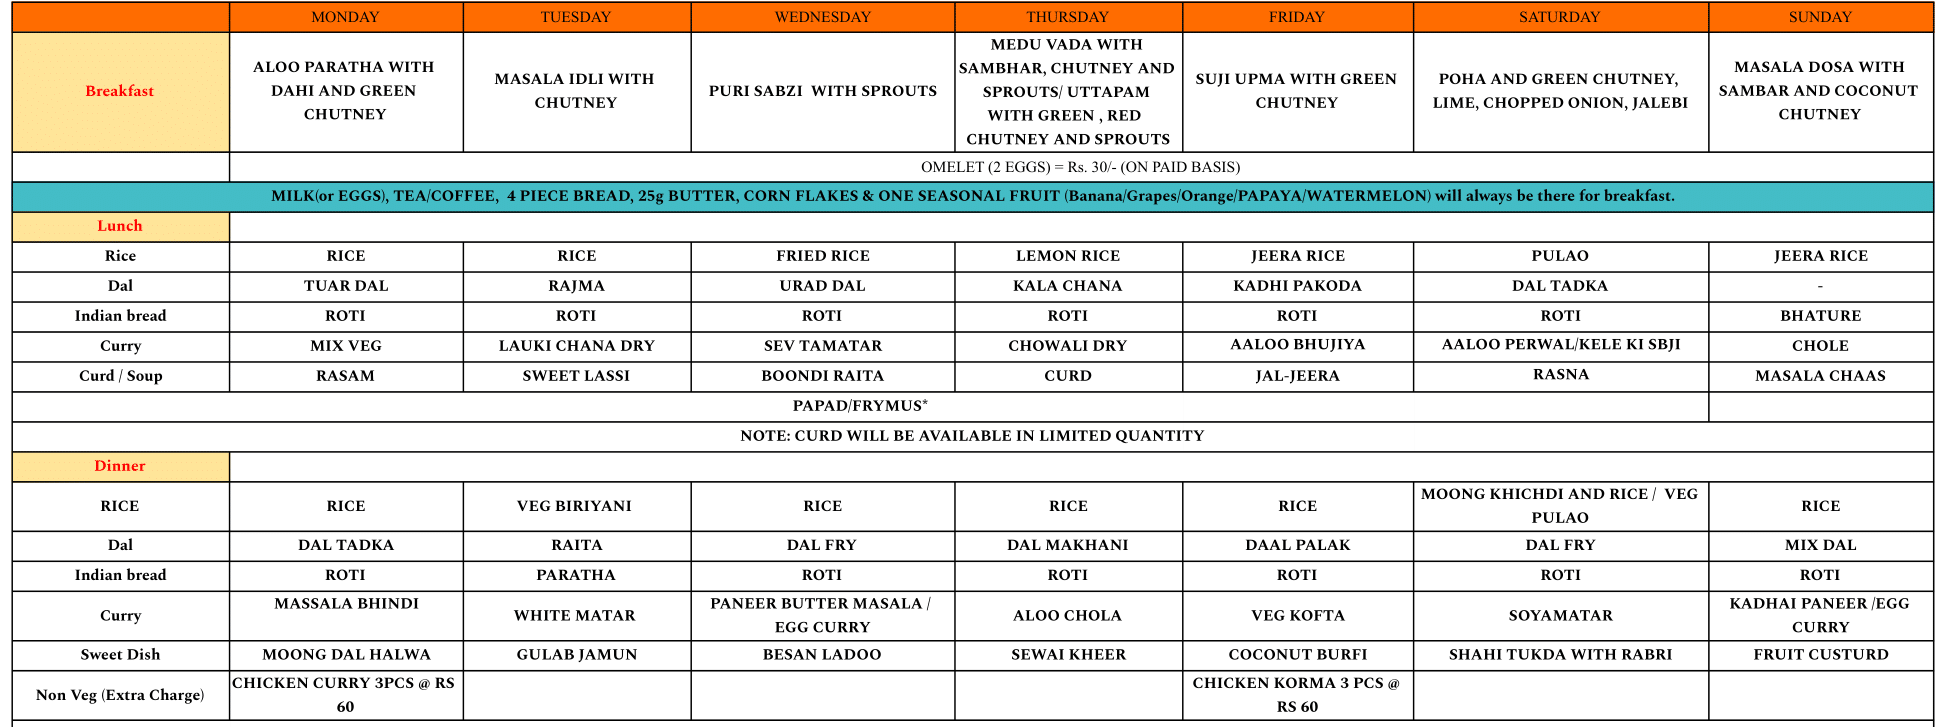 MONDAY TUESDAY WEDNESDAY THURSDAY FRIDAY SATURDAY SUNDAY
Breakfast
ALOO PARATHA WITH
DAHI AND GREEN
CHUTNEY
MASALA IDLI WITH
CHUTNEY
PURI SABZI WITH SPROUTS
MEDU VADA WITH
SAMBHAR, CHUTNEY AND
SPROUTS/ UTTAPAM
WITH GREEN , RED
CHUTNEY AND SPROUTS
SUJI UPMA WITH GREEN
CHUTNEY
POHA AND GREEN CHUTNEY,
LIME, CHOPPED ONION, JALEBI
MASALA DOSA WITH
SAMBAR AND COCONUT
CHUTNEY
OMELET (2 EGGS) = Rs. 30/- (ON PAID BASIS)
MILK(or EGGS), TEA/COFFEE, 4 PIECE BREAD, 25g BUTTER, CORN FLAKES & ONE SEASONAL FRUIT (Banana/Grapes/Orange/PAPAYA/WATERMELON) will always be there for breakfast.
Lunch
Rice RICE RICE FRIED RICE LEMON RICE JEERA RICE PULAO JEERA RICE
Dal TUAR DAL RAJMA URAD DAL KALA CHANA KADHI PAKODA DAL TADKA -
Indian bread ROTI ROTI ROTI ROTI ROTI ROTI BHATURE
Curry MIX VEG LAUKI CHANA DRY SEV TAMATAR CHOWALI DRY AALOO BHUJIYA AALOO PERWAL/KELE KI SBJI CHOLE
Curd / Soup RASAM SWEET LASSI BOONDI RAITA CURD JAL-JEERA RASNA MASALA CHAAS
PAPAD/FRYMUS*
NOTE: CURD WILL BE AVAILABLE IN LIMITED QUANTITY
Dinner
RICE RICE VEG BIRIYANI RICE RICE RICE
MOONG KHICHDI AND RICE / VEG
PULAO
RICE
Dal DAL TADKA RAITA DAL FRY DAL MAKHANI DAAL PALAK DAL FRY MIX DAL
Indian bread ROTI PARATHA ROTI ROTI ROTI ROTI ROTI
Curry MASSALA BHINDI WHITE MATAR
PANEER BUTTER MASALA /
EGG CURRY
ALOO CHOLA VEG KOFTA SOYAMATAR
KADHAI PANEER /EGG
CURRY
Sweet Dish MOONG DAL HALWA GULAB JAMUN BESAN LADOO SEWAI KHEER COCONUT BURFI SHAHI TUKDA WITH RABRI FRUIT CUSTURD
Non Veg (Extra Charge)
CHICKEN CURRY 3PCS @ RS
60
CHICKEN KORMA 3 PCS @
RS 60